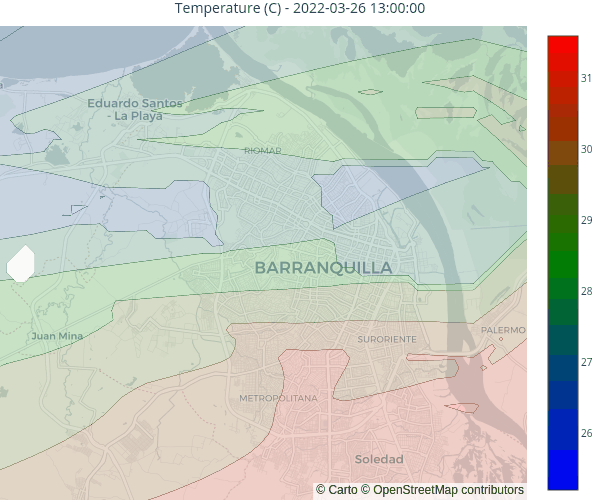 Temperature (C) - 2022-03-26 13:00:00
Eduardo Santos
- La Playa
RIOMAR
BARRANQUILLA
Juan Mina
SURORIENTE
PALERMO
METROPOLITANA
Soledad
© Carto © OpenStreetMap contributors
31
30
29
28
27
26